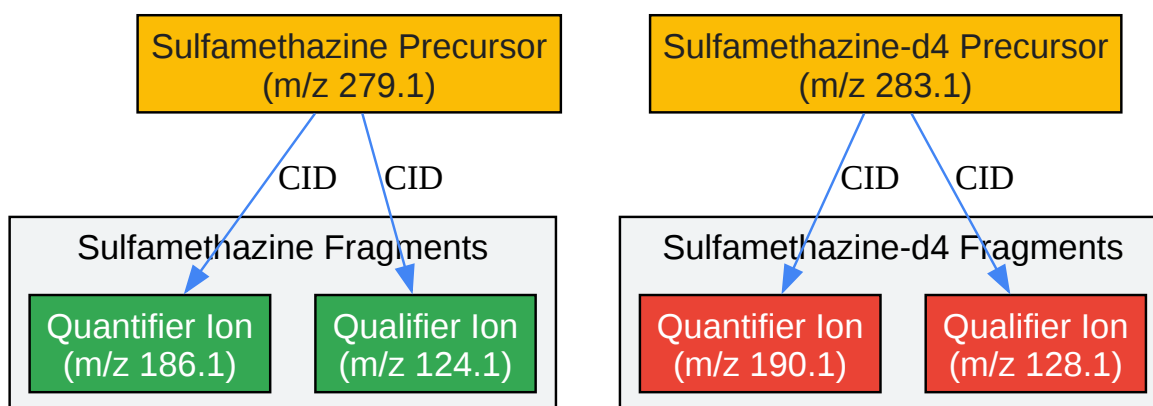 Sulfamethazine Precursor
(m/z 279.1)
Sulfamethazine-d4 Precursor
(m/z 283.1)
CID
CID
CID
CID
Sulfamethazine Fragments
Sulfamethazine-d4 Fragments
Quantifier Ion
(m/z 186.1)
Qualifier Ion
(m/z 124.1)
Quantifier Ion
(m/z 190.1)
Qualifier Ion
(m/z 128.1)